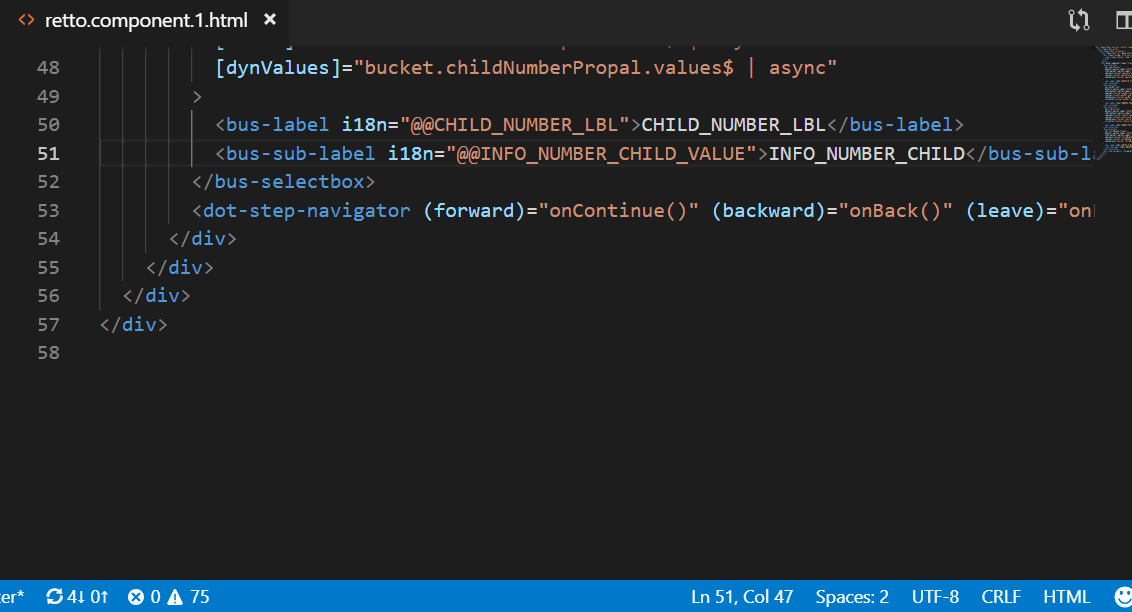 retto.component.1.html
48 [dynValues]="bucket.childNumberPropal.values$ | async"
49 >
50 <bus-label i18n="@@CHILD_NUMBER_LBL">CHILD_NUMBER_LBL</bus-label>
51 <bus-sub-label i18n="@@INFO_NUMBER_CHILD_VALUE">INFO_NUMBER_CHILD</bus-sub-l
52 </bus-selectbox>
53 <dot-step-navigator (forward)="onContinue()" (backward)="onBack()" (leave)="on
54 </div>
55 </div>
56 </div>
57 </div>
58
er* 4↓ 0↑ 0 75 Ln 51, Col 47 Spaces: 2 UTF-8 CRLF HTML